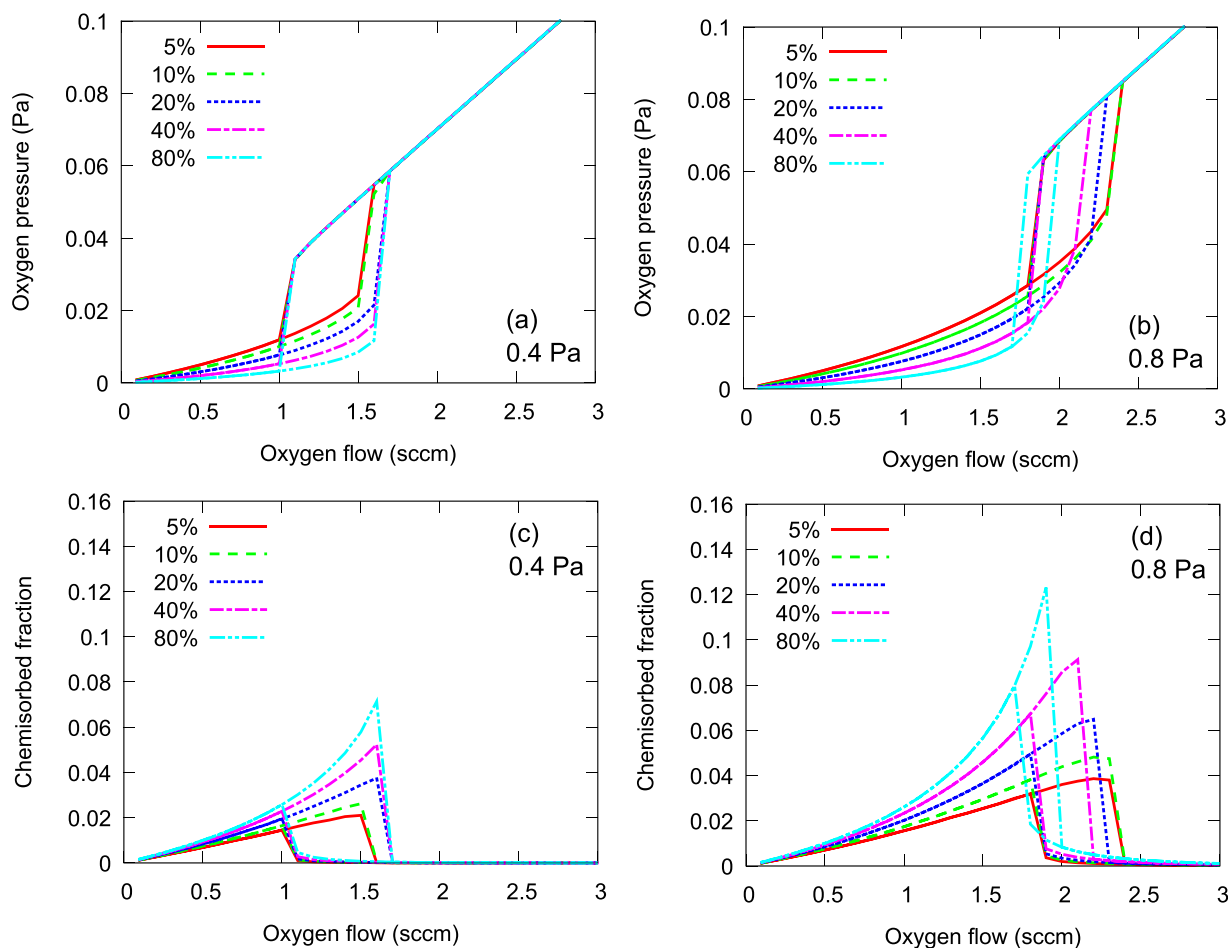 0.1
0.08
0.06
0.04
0.02
0
Oxygen pressure (Pa)
5%
10%
20%
40%
80%
(a)
0.4 Pa
0 0.5 1 1.5 2 2.5 3
Oxygen flow (sccm)
0.1
0.08
0.06
0.04
0.02
0
Oxygen pressure (Pa)
5%
10%
20%
40%
80%
(b)
0.8 Pa
0 0.5 1 1.5 2 2.5 3
Oxygen flow (sccm)
0.16
0.14
0.12
0.1
0.08
0.06
0.04
0.02
0
Chemisorbed fraction
5%
10%
20%
40%
80%
(c)
0.4 Pa
0 0.5 1 1.5 2 2.5 3
Oxygen flow (sccm)
0.16
0.14
0.12
0.1
0.08
0.06
0.04
0.02
0
Chemisorbed fraction
5%
10%
20%
40%
80%
(d)
0.8 Pa
0 0.5 1 1.5 2 2.5 3
Oxygen flow (sccm)